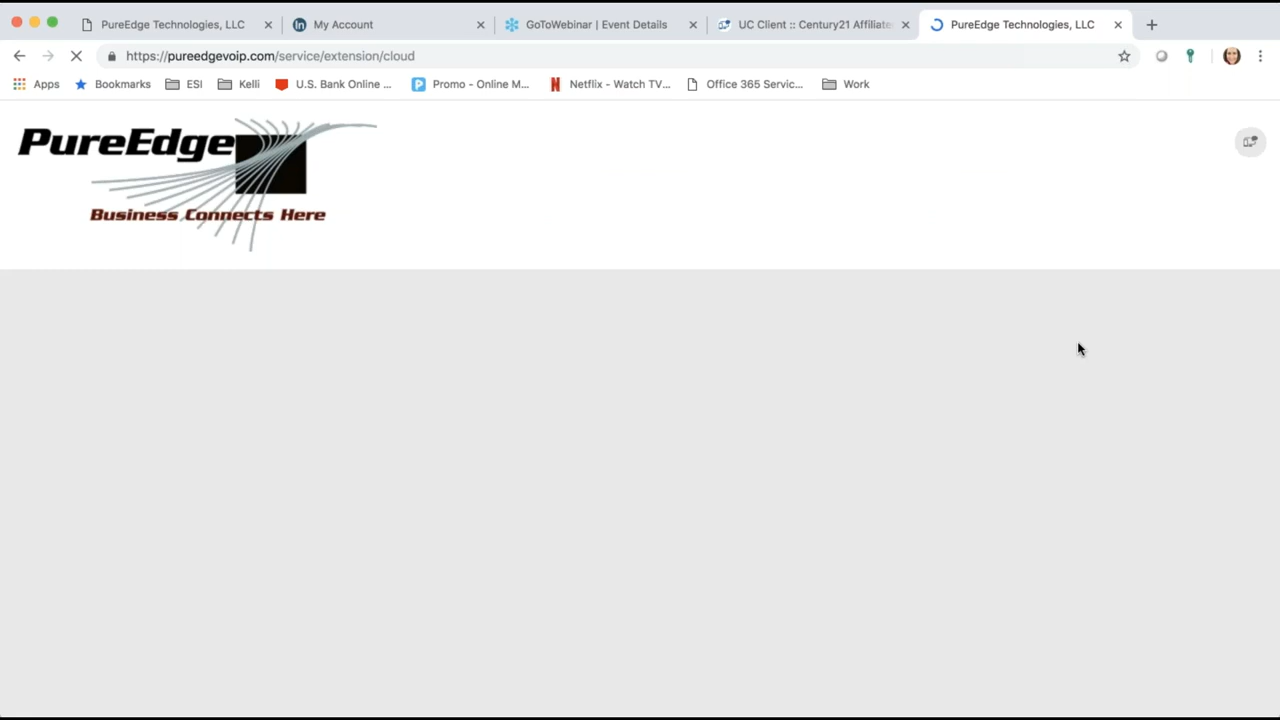 PureEdge Technologies, LLC
My Account
GoToWebinar | Event Details
UC Client :: Century21 Affiliate
PureEdge Technologies, LLC
https://pureedgevoip.com/service/extension/cloud
Apps
Bookmarks
ESI
Kelli
U.S. Bank Online ...
Promo - Online M...
Netflix - Watch TV...
Office 365 Servic...
Work
PureEdge
Business Connects Here